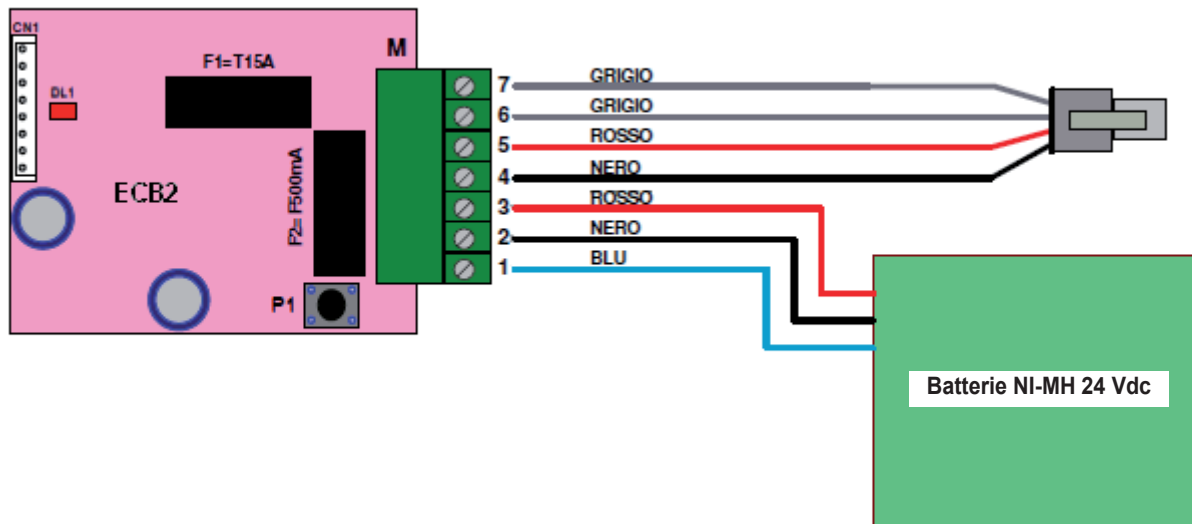 CN1
DL1
F1=T15A
M
ECB2
F2= F500mA
P1
7 GRIGIO
6 GRIGIO
5 ROSSO
4 NERO
3 ROSSO
2 NERO
1 BLU
Batterie NI-MH 24 Vdc